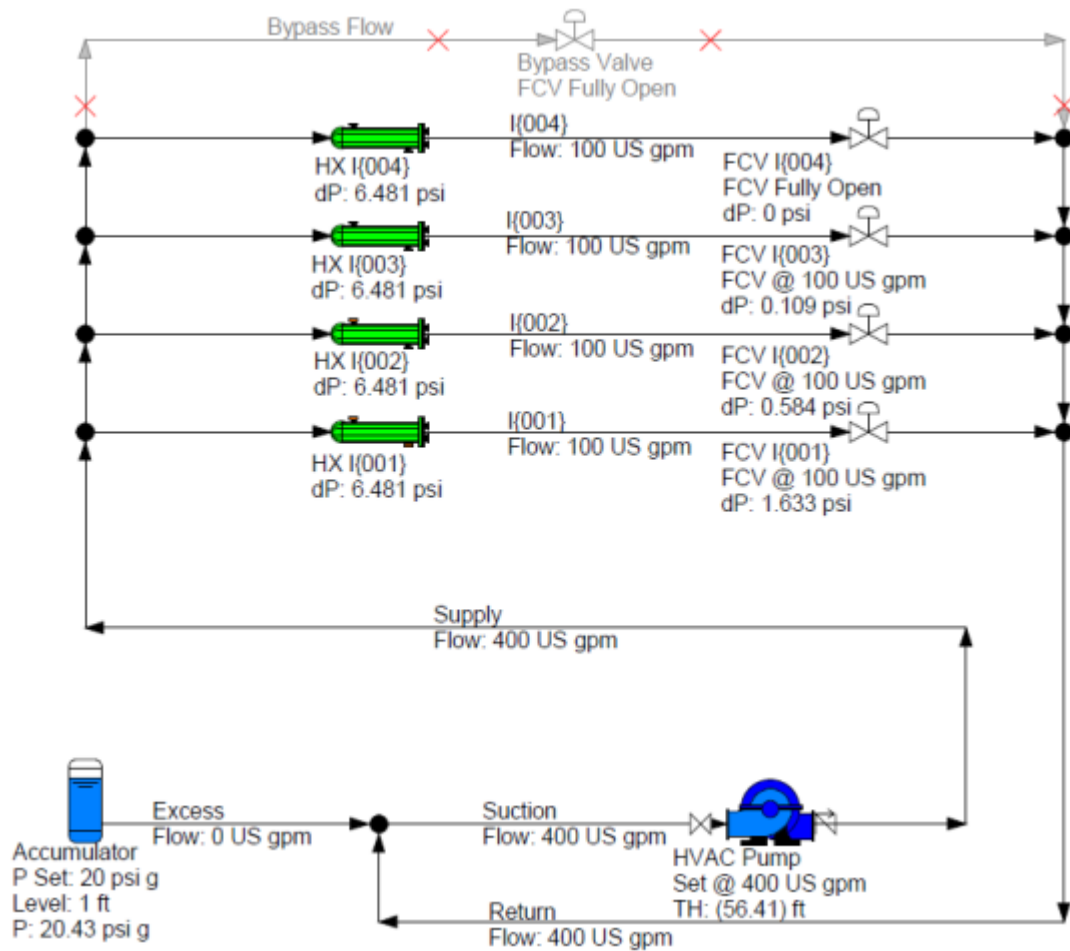 Bypass Flow
Bypass Valve
FCV Fully Open
I{004}
Flow: 100 US gpm
HX I{004}
dP: 6.481 psi
FCV I{004}
FCV Fully Open
dP: 0 psi
I{003}
Flow: 100 US gpm
HX I{003}
dP: 6.481 psi
FCV I{003}
FCV @ 100 US gpm
dP: 0.109 psi
I{002}
Flow: 100 US gpm
HX I{002}
dP: 6.481 psi
FCV I{002}
FCV @ 100 US gpm
dP: 0.584 psi
I{001}
Flow: 100 US gpm
HX I{001}
dP: 6.481 psi
FCV I{001}
FCV @ 100 US gpm
dP: 1.633 psi
Supply
Flow: 400 US gpm
Excess
Flow: 0 US gpm
Suction
Flow: 400 US gpm
Accumulator
P Set: 20 psi g
Level: 1 ft
P: 20.43 psi g
HVAC Pump
Set @ 400 US gpm
TH: (56.41) ft
Return
Flow: 400 US gpm